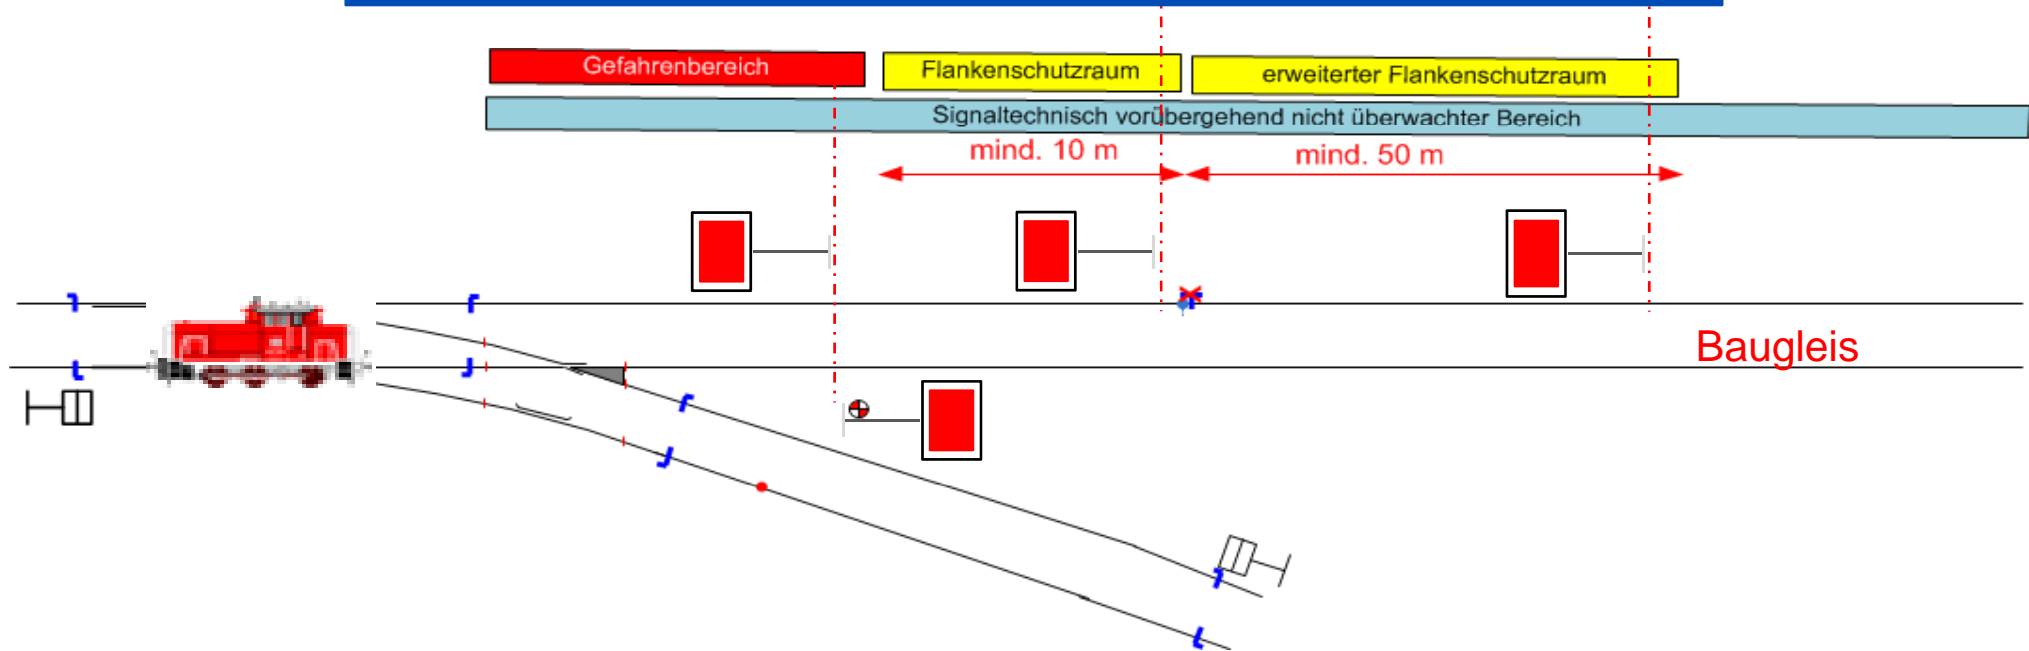 Gefahrenbereich
Flankenschutzraum
erweiterter Flankenschutzraum
Signaltechnisch vorübergehend nicht überwachter Bereich
mind. 10 m
mind. 50 m
Baugleis